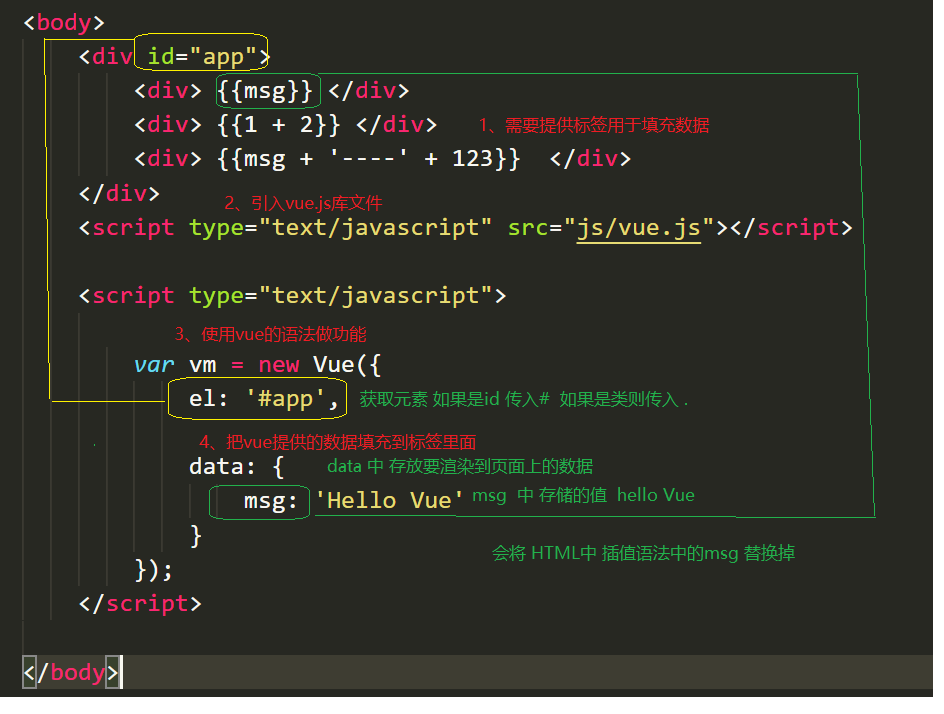 <body>
<div id="app">
<div> {{msg}} </div>
<div> {{1 + 2}} </div> 1、需要提供标签用于填充数据
<div> {{msg + '----' + 123}} </div>
</div>
2、引入vue.js库文件
<script type="text/javascript" src="js/vue.js"></script>
<script type="text/javascript">
3、使用vue的语法做功能
var vm = new Vue({
el: '#app', 获取元素 如果是id 传入# 如果是类则传入 .
4、把vue提供的数据填充到标签里面
data: { data 中 存放要渲染到页面上的数据
msg: 'Hello Vue' msg 中 存储的值 hello Vue
}
会将 HTML中 插值语法中的msg 替换掉
});
</script>
</body>